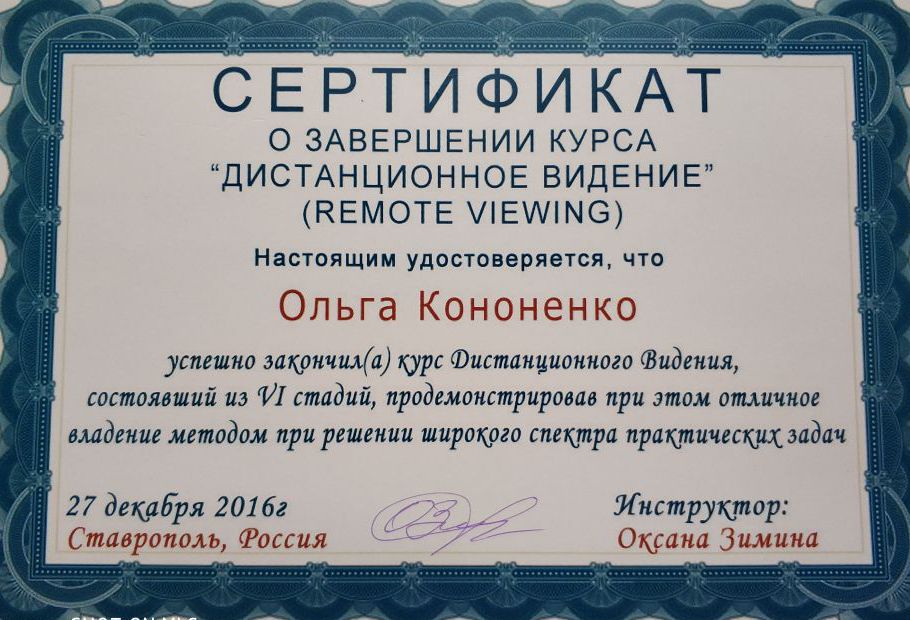 СЕРТИФИКАТ
О ЗАВЕРШЕНИИ КУРСА
“ДИСТАНЦИОННОЕ ВИДЕНИЕ”
(REMOTE VIEWING)
Настоящим удостоверяется, что
Ольга Кононенко
успешно закончил(а) курс Дистанционного Видения,
состоявший из VI стадий, продемонстрировав при этом отличное
владение методом при решении широкого спектра практических задач
27 декабря 2016г
Инструктор:
Ставрополь, Россия
Оксана Зимина